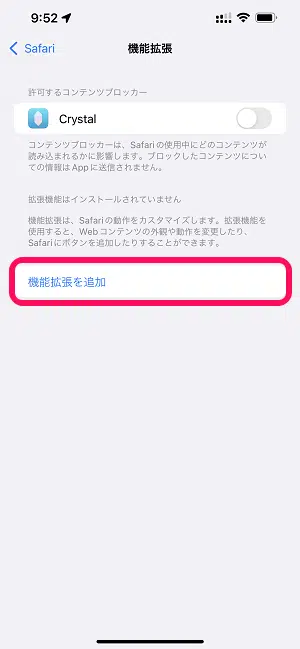 9:52
Safari
機能拡張
許可するコンテンツブロッカー
Crystal
コンテンツブロッカーは、Safariの使用中にどのコンテンツが
読み込まれるかに影響します。ブロックしたコンテンツについ
ての情報はAppに送信されません。
拡張機能はインストールされていません
機能拡張は、Safariの動作をカスタマイズします。拡張機能を
使用すると、Webコンテンツの外観や動作を変更したり、
Safariにボタンを追加したりすることができます。
機能拡張を追加